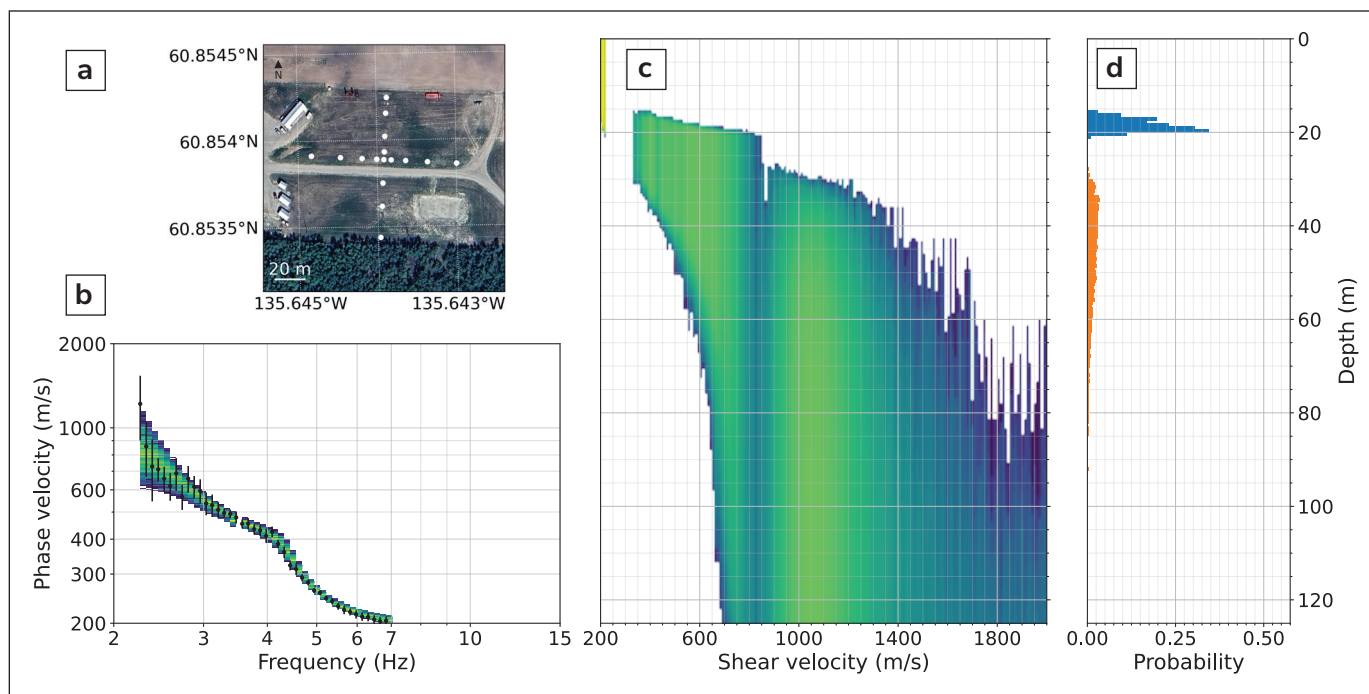 a
60.8545°N
60.854°N
60.8535°N
N
20 m
135.645°W
135.643°W
b
2000
1000
600
400
300
200
2
3
4
5
6
7
10
15
Phase velocity (m/s)
Frequency (Hz)
c
200
600
1000
1400
1800
Shear velocity (m/s)
d
0
20
40
60
80
100
120
Depth (m)
0.00
0.25
0.50
Probability